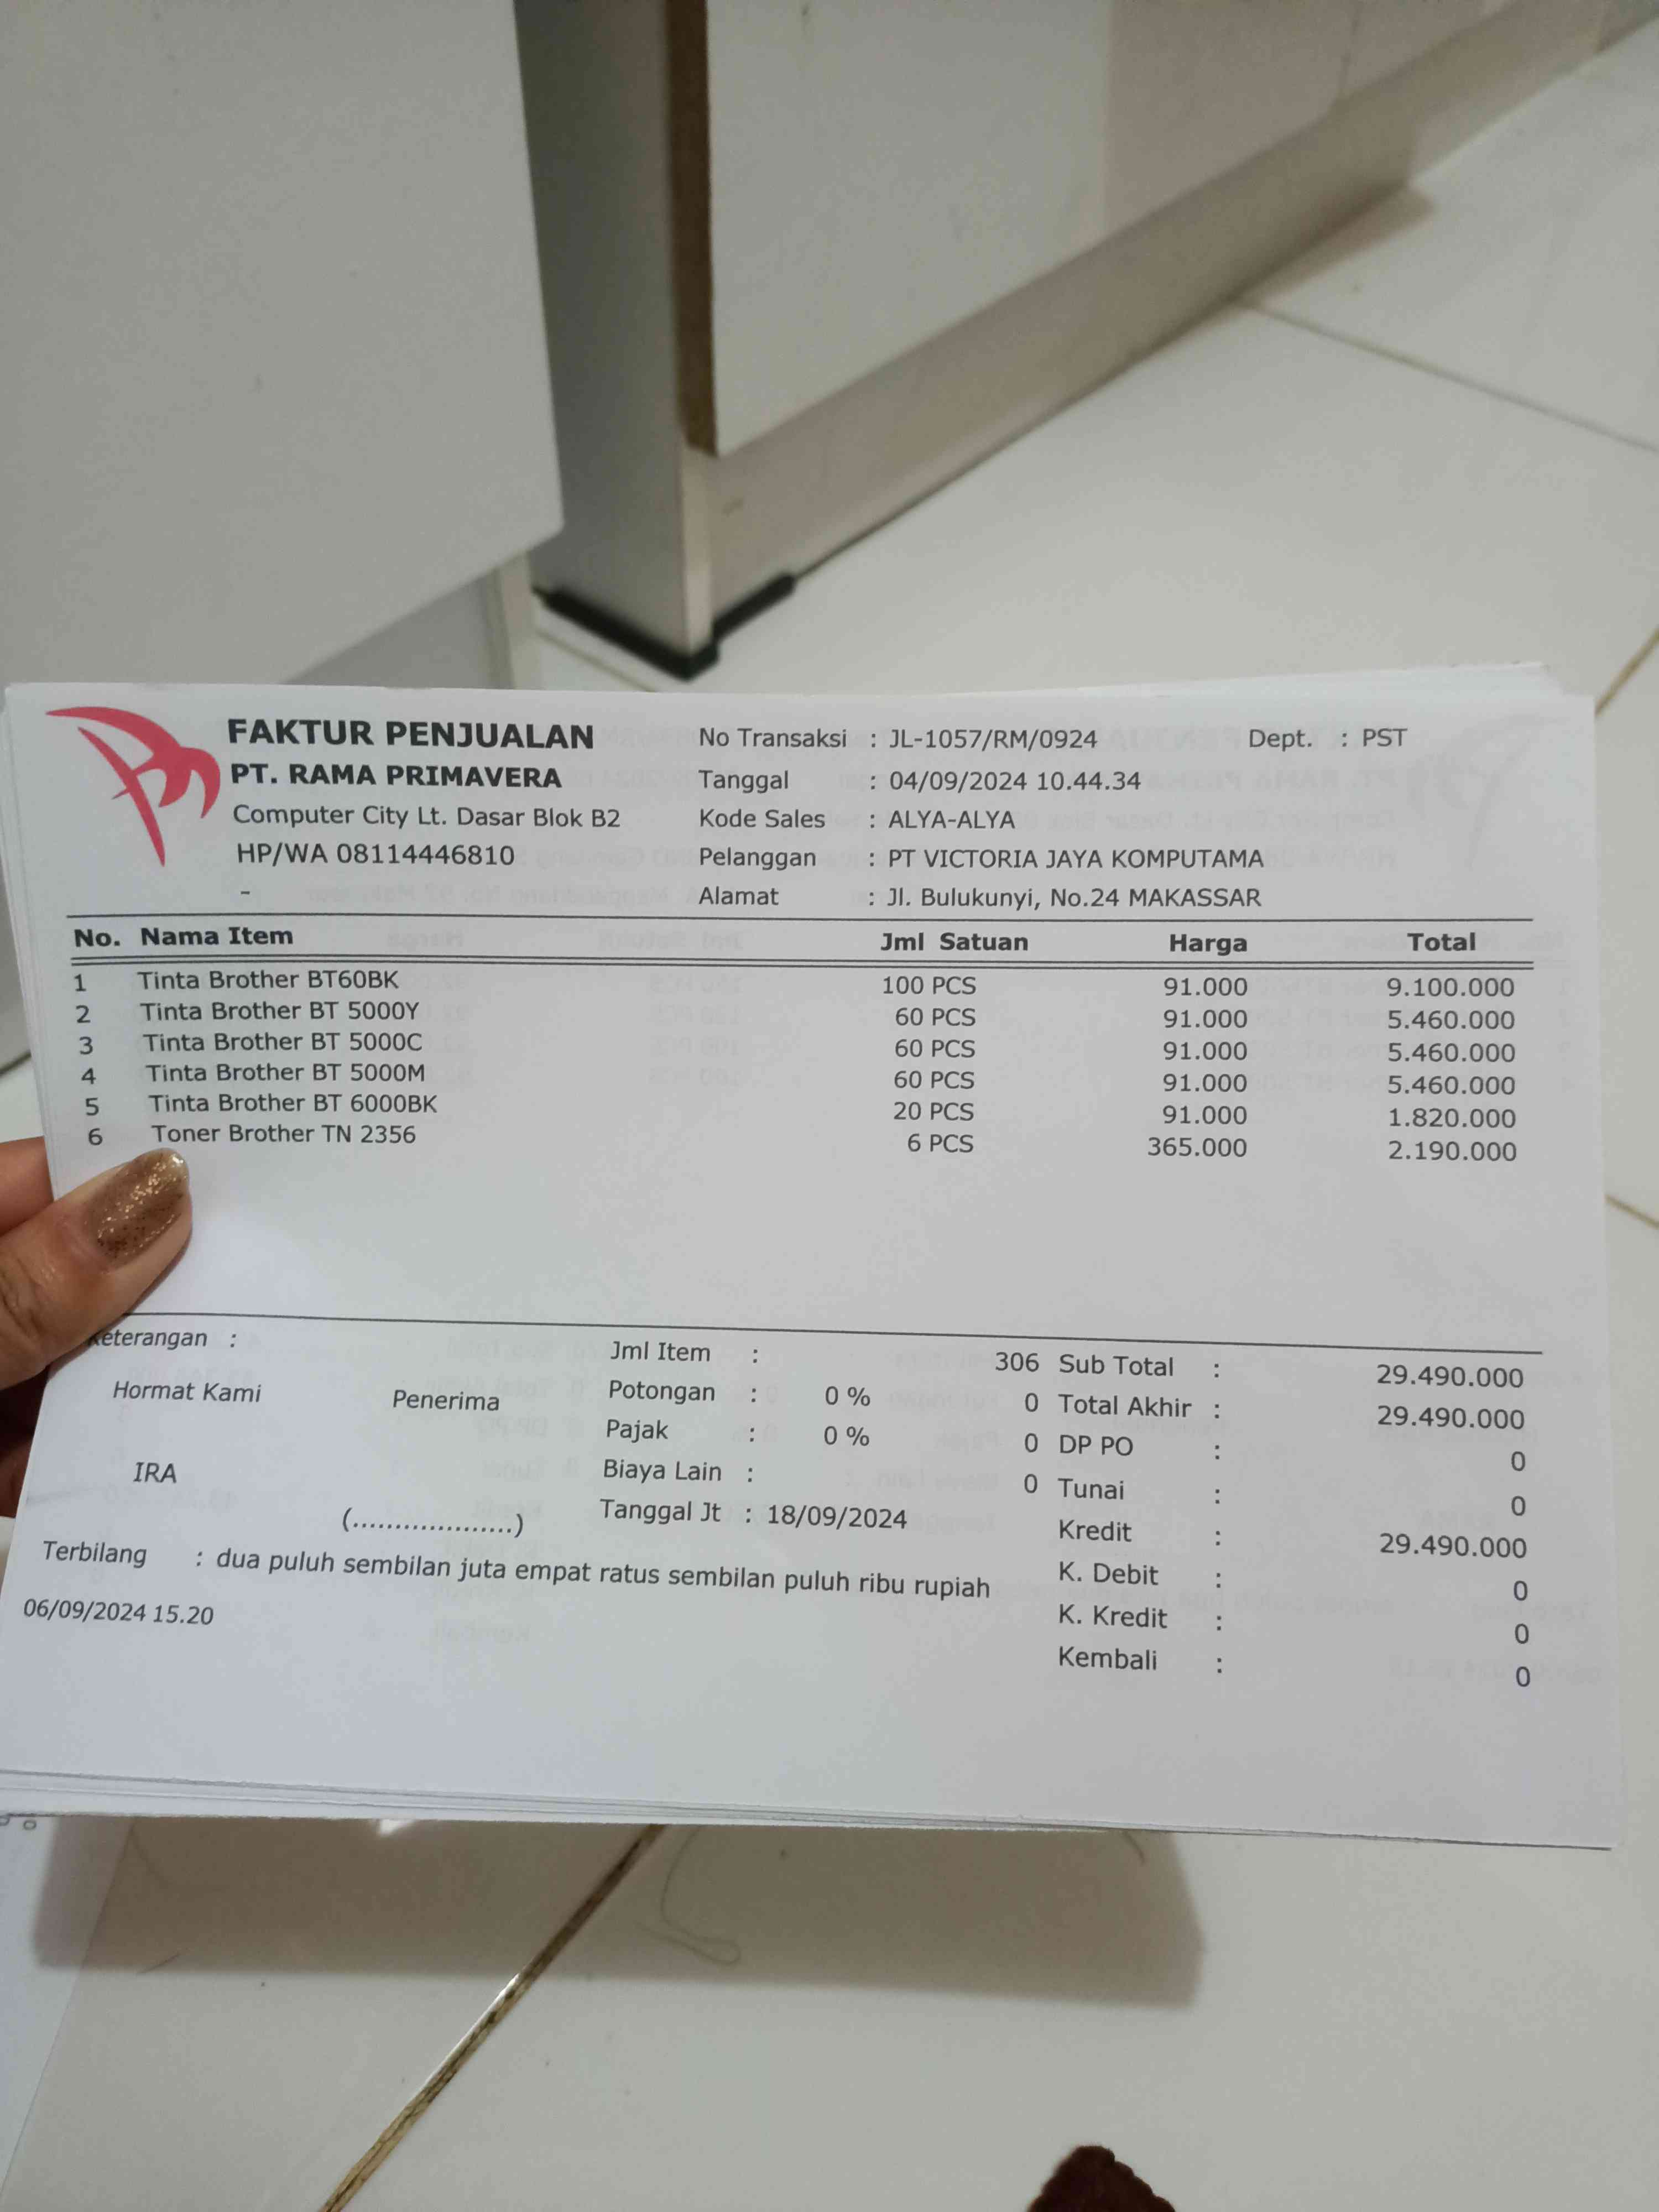 FAKTUR PENJUALAN
PT. RAMA PRIMAVERA
Computer City Lt. Dasar Blok B2
HP/WA 08114446810
-
No Transaksi : JL-1057/RM/0924 Dept. : PST
Tanggal : 04/09/2024 10.44.34
Kode Sales : ALYA-ALYA
Pelanggan : PT VICTORIA JAYA KOMPUTAMA
Alamat : Jl. Bulukunyi, No.24 MAKASSAR
No. Nama Item Jml Satuan Harga Total
1 Tinta Brother BT60BK 100 PCS 91.000 9.100.000
2 Tinta Brother BT 5000Y 60 PCS 91.000 5.460.000
3 Tinta Brother BT 5000C 60 PCS 91.000 5.460.000
4 Tinta Brother BT 5000M 60 PCS 91.000 5.460.000
5 Tinta Brother BT 6000BK 20 PCS 91.000 1.820.000
6 Toner Brother TN 2356 6 PCS 365.000 2.190.000
Keterangan :
Hormat Kami Penerima
IRA
(...................)
Jml Item : 306
Potongan : 0 % 0
Pajak : 0 % 0
Biaya Lain : 0
Tanggal Jt : 18/09/2024
Sub Total : 29.490.000
Total Akhir : 29.490.000
DP PO : 0
Tunai : 0
Kredit : 29.490.000
K. Debit : 0
K. Kredit : 0
Kembali : 0
Terbilang : dua puluh sembilan juta empat ratus sembilan puluh ribu rupiah
06/09/2024 15.20